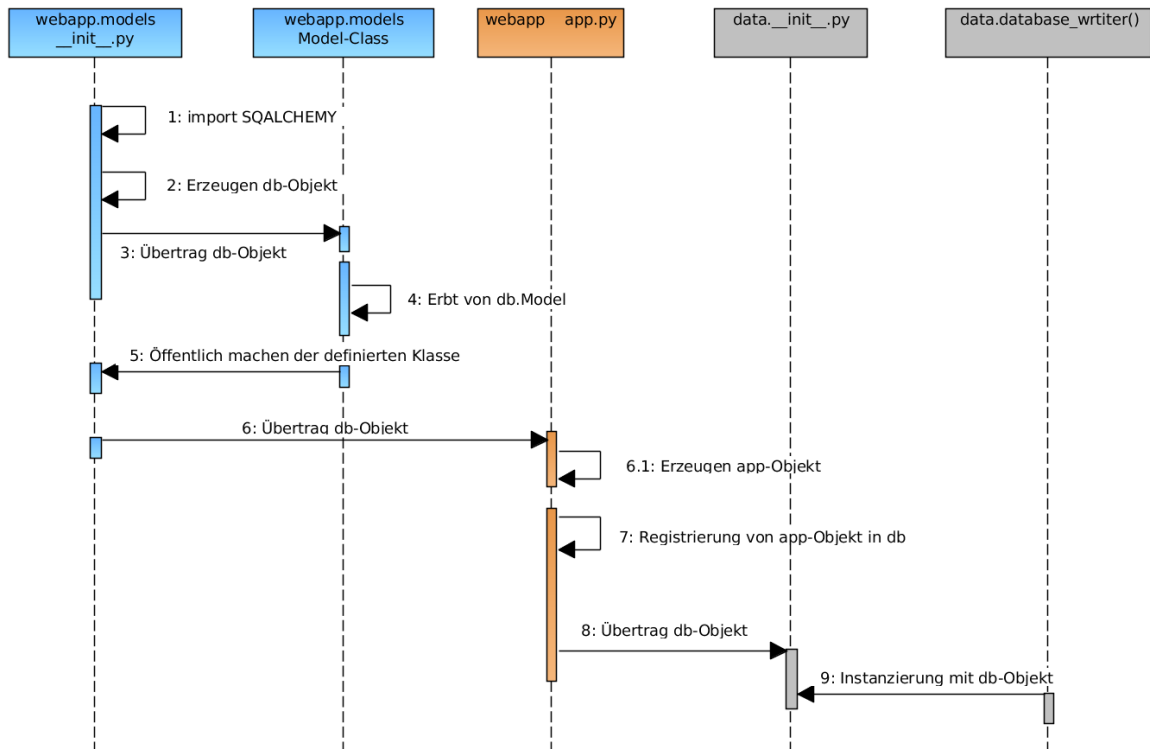 webapp.models
__init__.py
webapp.models
Model-Class
webapp app.py
data.__init__.py
data.database_wrtiter()
1: import SQALCHEMY
2: Erzeugen db-Objekt
3: Übertrag db-Objekt
4: Erbt von db.Model
5: Öffentlich machen der definierten Klasse
6: Übertrag db-Objekt
6.1: Erzeugen app-Objekt
7: Registrierung von app-Objekt in db
8: Übertrag db-Objekt
9: Instanzierung mit db-Objekt